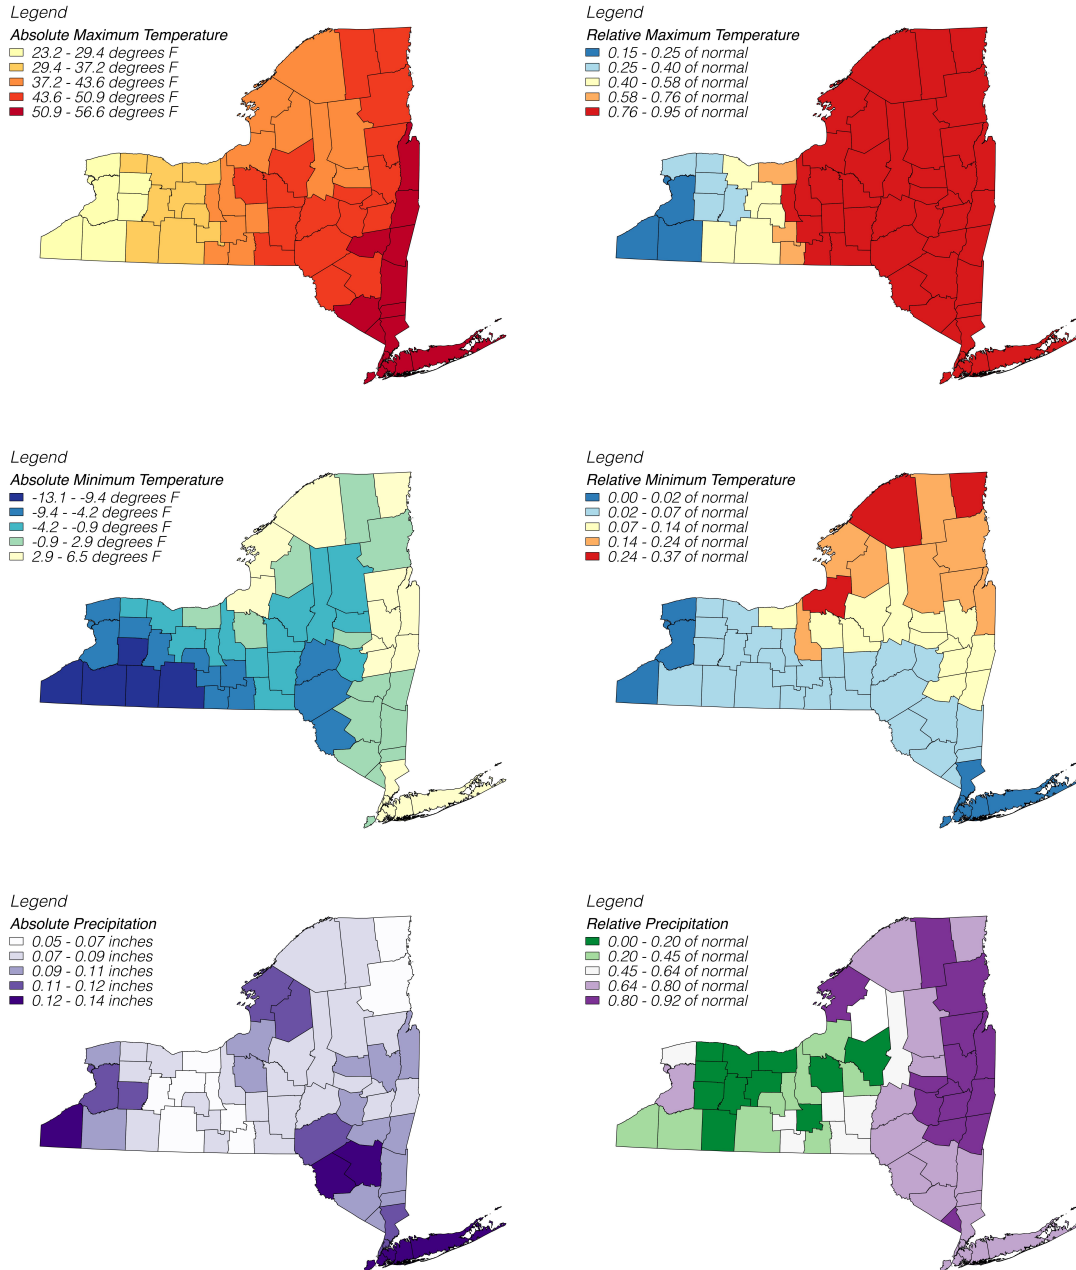 Legend
Absolute Maximum Temperature
23.2 - 29.4 degrees F
29.4 - 37.2 degrees F
37.2 - 43.6 degrees F
43.6 - 50.9 degrees F
50.9 - 56.6 degrees F
Legend
Relative Maximum Temperature
0.15 - 0.25 of normal
0.25 - 0.40 of normal
0.40 - 0.58 of normal
0.58 - 0.76 of normal
0.76 - 0.95 of normal
Legend
Absolute Minimum Temperature
-13.1 - -9.4 degrees F
-9.4 - -4.2 degrees F
-4.2 - -0.9 degrees F
-0.9 - 2.9 degrees F
2.9 - 6.5 degrees F
Legend
Relative Minimum Temperature
0.00 - 0.02 of normal
0.02 - 0.07 of normal
0.07 - 0.14 of normal
0.14 - 0.24 of normal
0.24 - 0.37 of normal
Legend
Absolute Precipitation
0.05 - 0.07 inches
0.07 - 0.09 inches
0.09 - 0.11 inches
0.11 - 0.12 inches
0.12 - 0.14 inches
Legend
Relative Precipitation
0.00 - 0.20 of normal
0.20 - 0.45 of normal
0.45 - 0.64 of normal
0.64 - 0.80 of normal
0.80 - 0.92 of normal